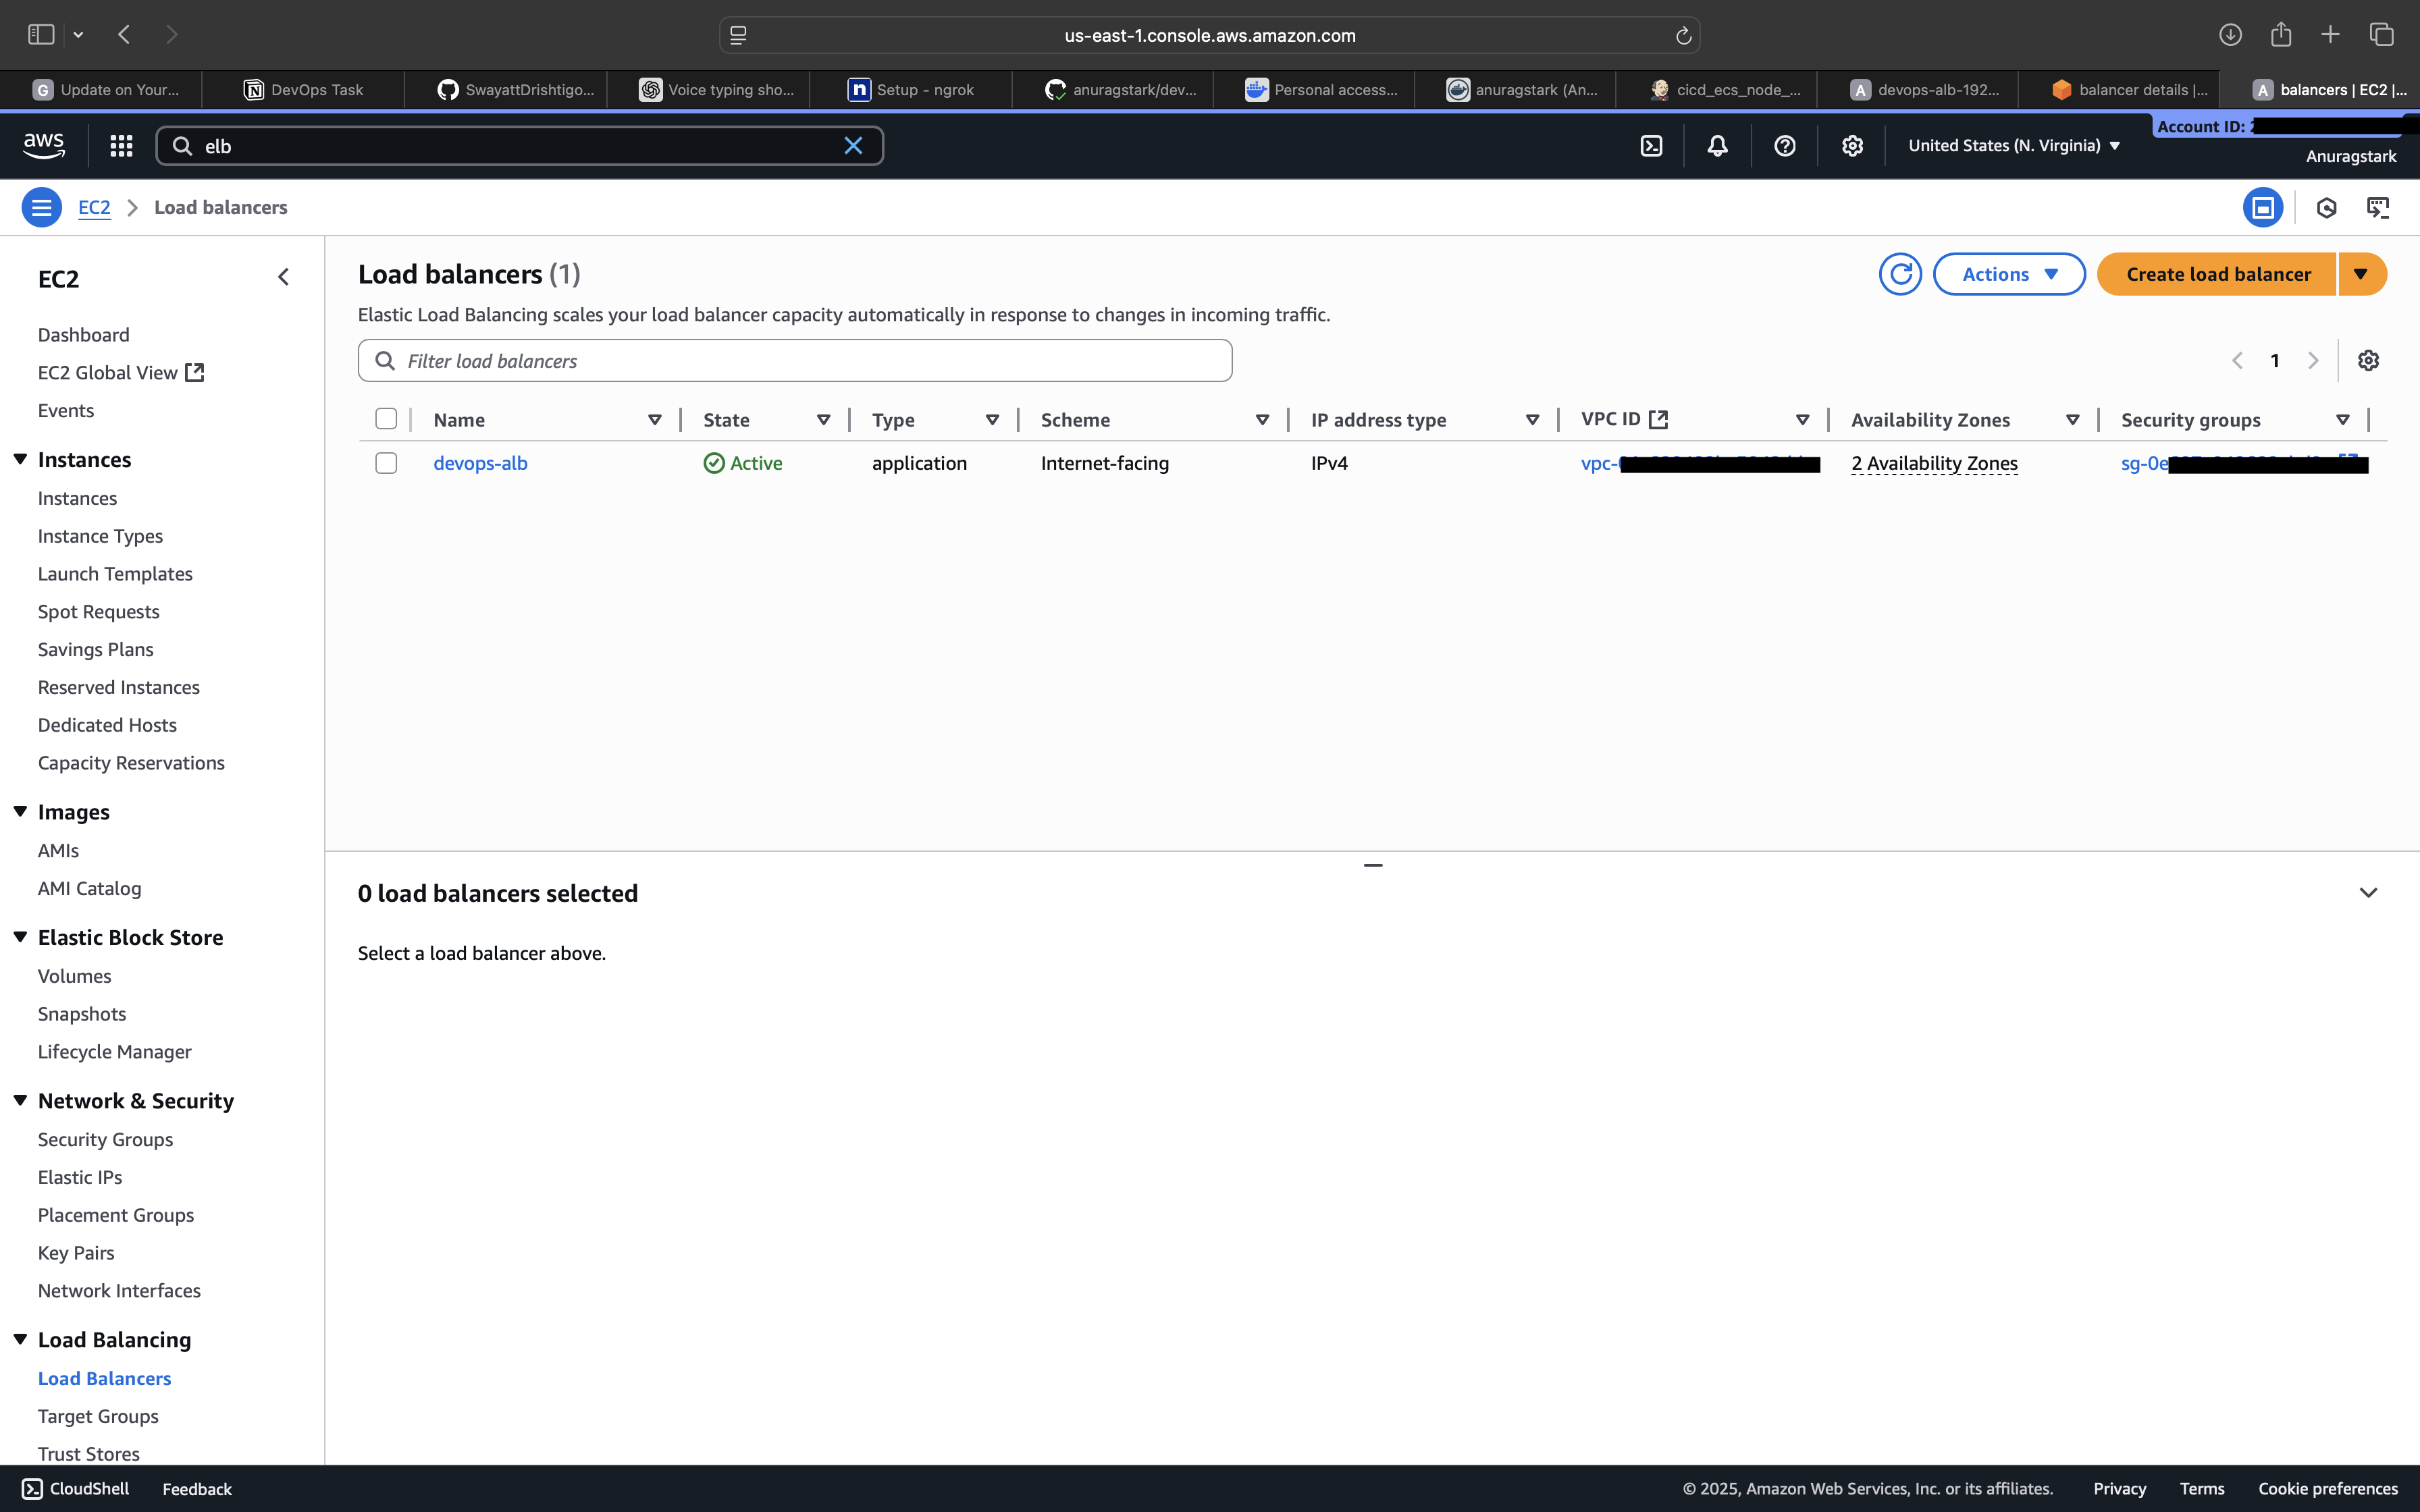 us-east-1.console.aws.amazon.com
G Update on Your...
DevOps Task
SwayattDrishtigo...
Voice typing sho...
n Setup - ngrok
anuragstark/dev...
Personal access...
anuragstark (An...
cicd_ecs_node_...
A devops-alb-192...
balancer details |...
A balancers | EC2 |...
aws
elb
United States (N. Virginia)
Account ID:
Anuragstark
EC2 > Load balancers
EC2
Dashboard
EC2 Global View
Events
Instances
Instances
Instance Types
Launch Templates
Spot Requests
Savings Plans
Reserved Instances
Dedicated Hosts
Capacity Reservations
Images
AMIs
AMI Catalog
Elastic Block Store
Volumes
Snapshots
Lifecycle Manager
Network & Security
Security Groups
Elastic IPs
Placement Groups
Key Pairs
Network Interfaces
Load Balancing
Load Balancers
Target Groups
Trust Stores
Load balancers (1)
Actions
Create load balancer
Elastic Load Balancing scales your load balancer capacity automatically in response to changes in incoming traffic.
Filter load balancers
1
Name State Type Scheme IP address type VPC ID Availability Zones Security groups
devops-alb Active application Internet-facing IPv4 vpc- 2 Availability Zones sg-0e
0 load balancers selected
Select a load balancer above.
CloudShell Feedback
© 2025, Amazon Web Services, Inc. or its affiliates. Privacy Terms Cookie preferences